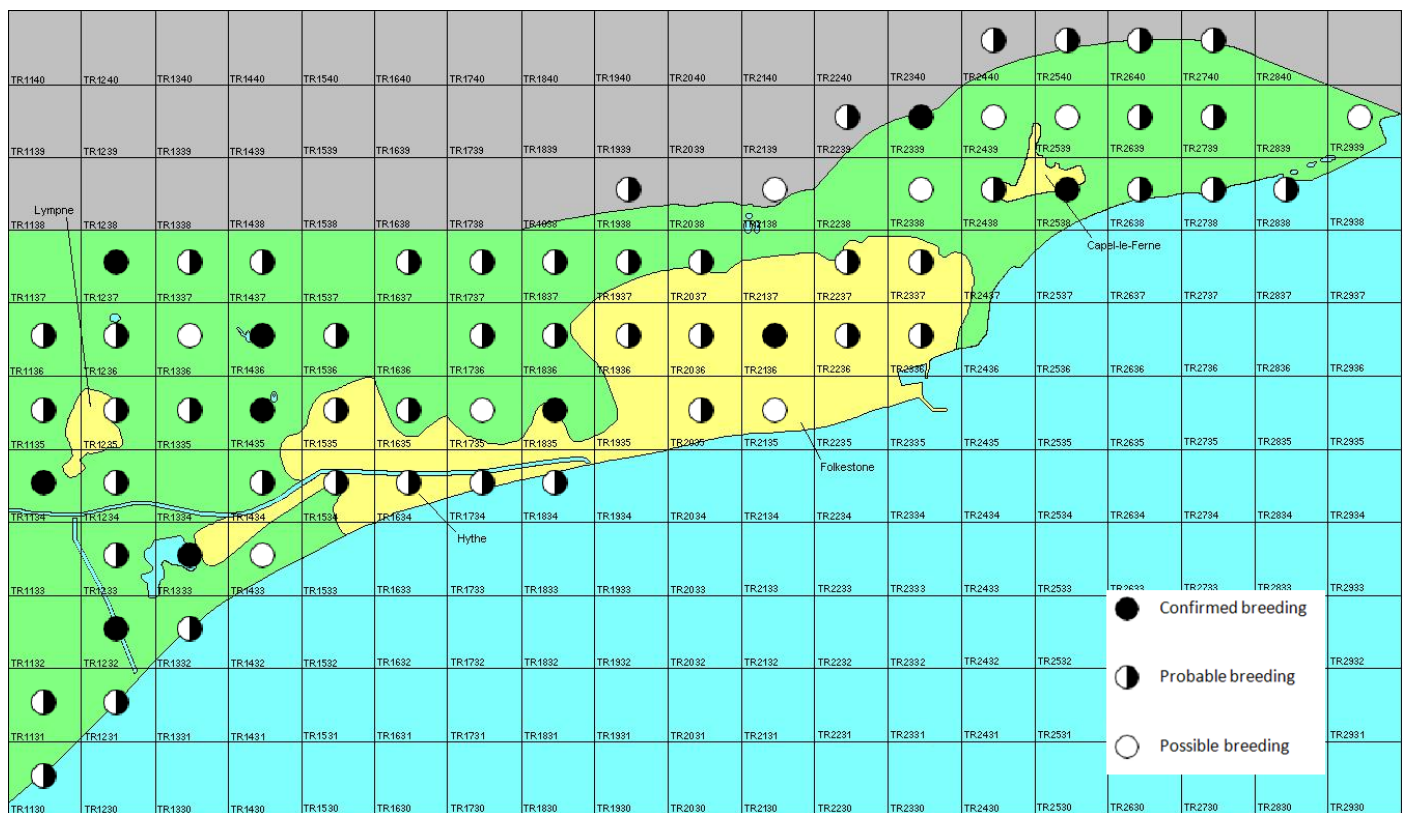 TR1140 TR1240 TR1340 TR1440 TR1540 TR1640 TR1740 TR1840 TR1940 TR2040 TR2140 TR2240 TR2340 TR2440 TR2540 TR2640 TR2740 TR2840 TR2940
TR1139 TR1239 TR1339 TR1439 TR1539 TR1639 TR1739 TR1839 TR1939 TR2039 TR2139 TR2239 TR2339 TR2439 TR2539 TR2639 TR2739 TR2839 TR2939
Lympne
TR1138 TR1238 TR1338 TR1438 TR1538 TR1638 TR1738 TR1938 TR2038 TR2138 TR2238 TR2338 TR2438 TR2538 TR2638 TR2738 TR2838 TR2938
Capel-le-Ferne
TR1137 TR1237 TR1337 TR1437 TR1537 TR1637 TR1737 TR1837 TR1937 TR2037 TR2137 TR2237 TR2337 TR2437 TR2537 TR2637 TR2737 TR2837 TR2937
TR1136 TR1236 TR1336 TR1436 TR1536 TR1636 TR1736 TR1836 TR1936 TR2036 TR2136 TR2236 TR2336 TR2436 TR2536 TR2636 TR2736 TR2836 TR2936
TR1135 TR1235 TR1335 TR1435 TR1535 TR1635 TR1735 TR1835 TR1935 TR2035 TR2135 TR2235 TR2335 TR2435 TR2535 TR2635 TR2735 TR2835 TR2935
Folkestone
TR1134 TR1234 TR1334 TR1434 TR1534 TR1634 TR1734 TR1834 TR1934 TR2034 TR2134 TR2234 TR2334 TR2434 TR2534 TR2634 TR2734 TR2834 TR2934
Hythe
TR1133 TR1233 TR1333 TR1433 TR1533 TR1633 TR1733 TR1833 TR1933 TR2033 TR2133 TR2233 TR2333 TR2433 TR2533 TR2633 TR2733 TR2833 TR2933
Confirmed breeding
TR1132 TR1232 TR1332 TR1432 TR1532 TR1632 TR1732 TR1832 TR1932 TR2032 TR2132 TR2232 TR2332 TR2432 TR2532 TR2932
Probable breeding
TR1131 TR1231 TR1331 TR1431 TR1531 TR1631 TR1731 TR1831 TR1931 TR2031 TR2131 TR2231 TR2331 TR2431 TR2531 TR2931
Possible breeding
TR1130 TR1230 TR1330 TR1430 TR1530 TR1630 TR1730 TR1830 TR1930 TR2030 TR2130 TR2230 TR2330 TR2430 TR2530 TR2630 TR2730 TR2830 TR2930